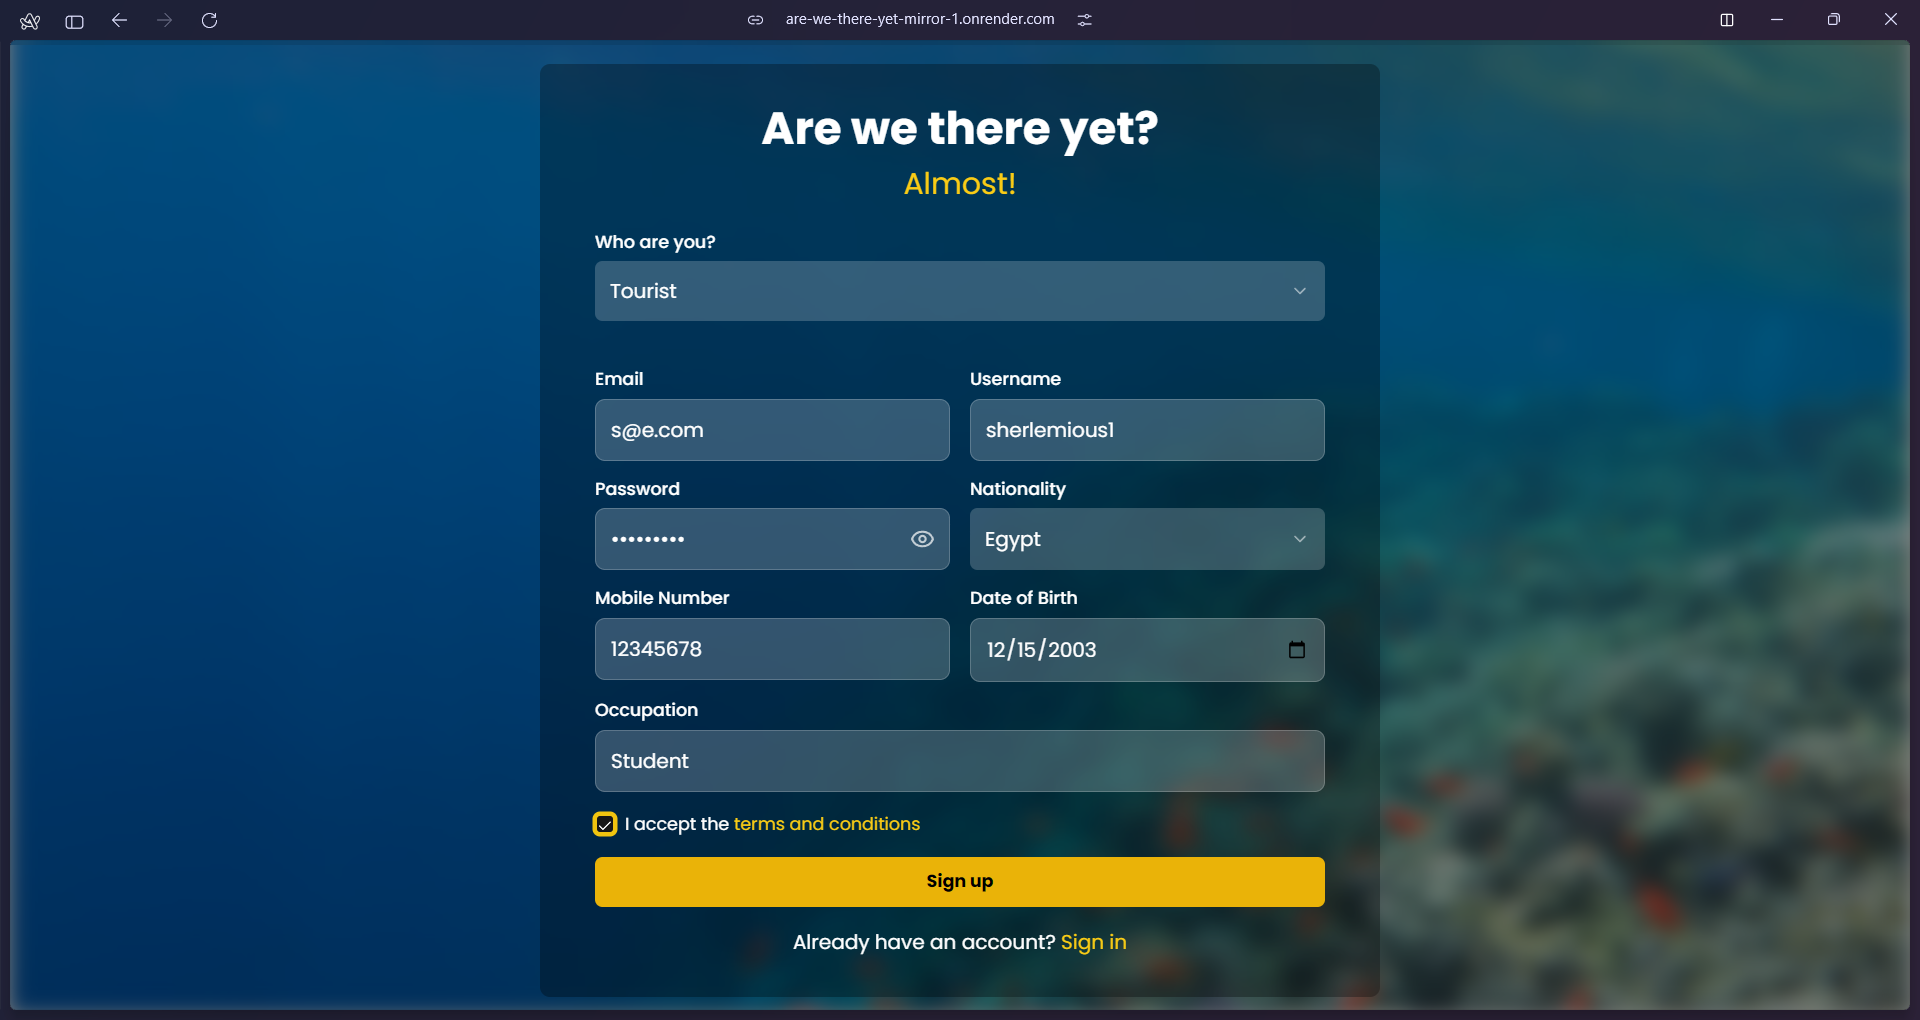 are-we-there-yet-mirror-1.onrender.com
Are we there yet?
Almost!
Who are you?
Tourist
Email
Username
s@e.com
sherlemious1
Password
Nationality
•••••••••
Egypt
Mobile Number
Date of Birth
12345678
12/15/2003
Occupation
Student
I accept the terms and conditions
Sign up
Already have an account? Sign in